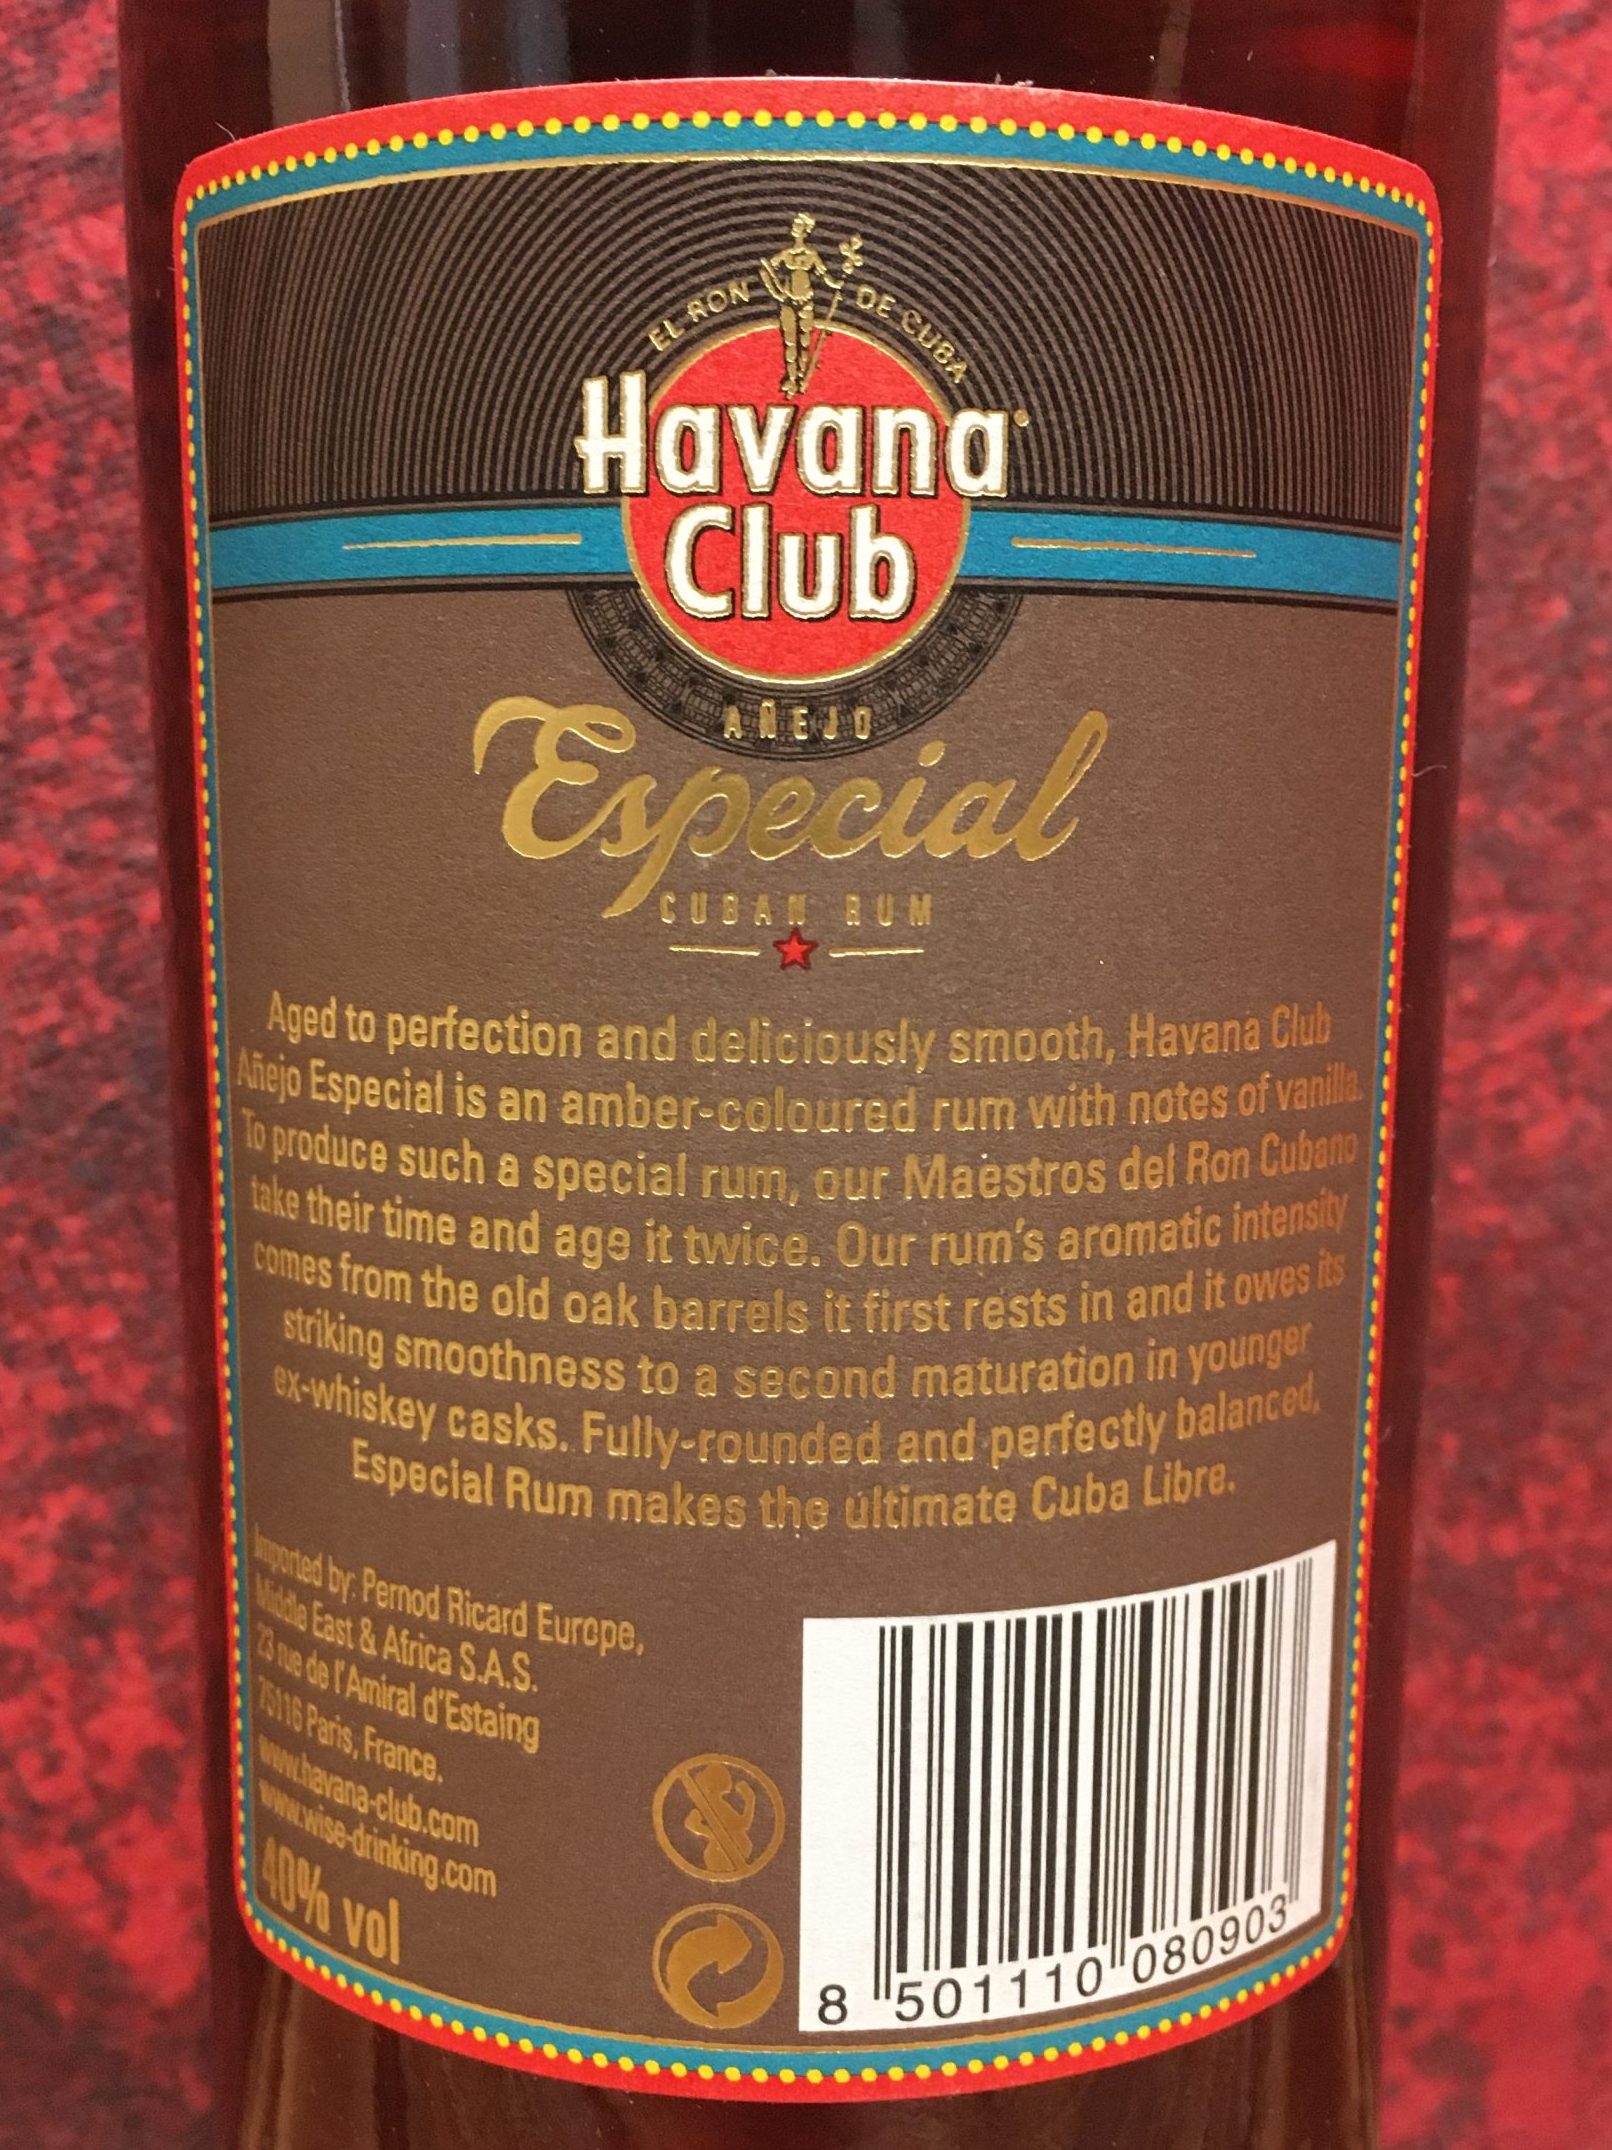 EL RON DE CUBA
Havana
Club
AÑEJO
Especial
CUBAN RUM
Aged to perfection and deliciously smooth, Havana Club
Añejo Especial is an amber-coloured rum with notes of vanilla.
To produce such a special rum, our Maestros del Ron Cubano
take their time and age it twice. Our rum's aromatic intensity
comes from the old oak barrels it first rests in and it owes its
striking smoothness to a second maturation in younger
ex-whiskey casks. Fully-rounded and perfectly balanced,
Especial Rum makes the ultimate Cuba Libre.
Imported by: Pernod Ricard Europe,
Middle East & Africa S.A.S.
23 rue de l'Amiral d'Estaing
75116 Paris, France.
www.havana-club.com
www.wise-drinking.com
40% vol
8 501110 080903